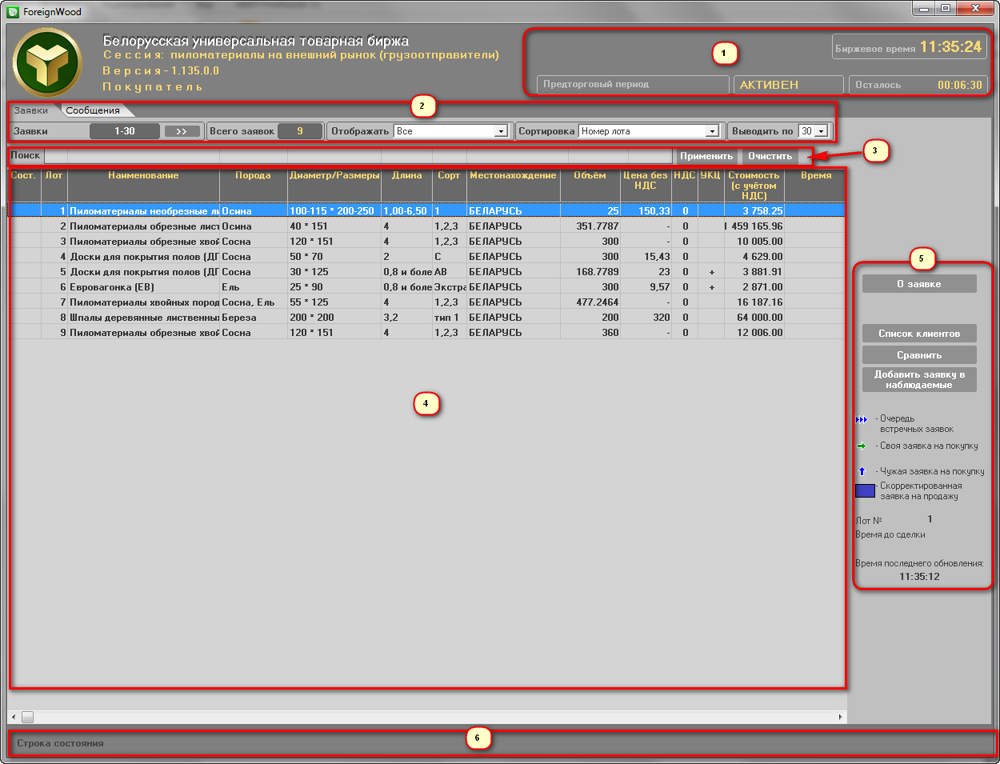 ForeignWood
Белорусская универсальная товарная биржа
Сессия: пиломатериалы на внешний рынок (грузоотправители)
Версия - 1.135.0.0
Покупатель
1
Биржевое время 11:35:24
Предторговый период АКТИВЕН Осталось 00:06:30
Заявки Сообщения
2
Заявки 1-30 >> Всего заявок 9 Отображать Все Сортировка Номер лота Выводить по 30
Поиск Применить Очистить
3
Сост. Лот Наименование Порода Диаметр/Размеры Длина Сорт Местонахождение Объём Цена без НДС НДС УКЦ Стоимость (с учётом НДС) Время
1 Пиломатериалы необрезные ли Осина 100-115 * 200-250 1,00-6,50 1 БЕЛАРУСЬ 25 150,33 0 3 758.25
2 Пиломатериалы обрезные лист Осина 40 * 151 4 1,2,3 БЕЛАРУСЬ 351.7787 - 0 459 165.96
3 Пиломатериалы обрезные хвой Сосна 120 * 151 4 1,2,3 БЕЛАРУСЬ 300 - 0 10 005.00
4 Доски для покрытия полов (ДГ Сосна 50 * 70 2 С БЕЛАРУСЬ 300 15,43 0 4 629.00
5 Доски для покрытия полов (ДГ Сосна 30 * 125 0,8 и боле АВ БЕЛАРУСЬ 168.7789 23 0 + 3 881.91
6 Евровагонка (ЕВ) Ель 25 * 90 0,8 и боле Экстра БЕЛАРУСЬ 300 9,57 0 + 2 871.00
7 Пиломатериалы хвойных пород Сосна, Ель 55 * 125 4 1,2,3 БЕЛАРУСЬ 477.2464 - 0 16 187.16
8 Шпалы деревянные лиственны Береза 200 * 200 3,2 тип 1 БЕЛАРУСЬ 200 320 0 64 000.00
9 Пиломатериалы обрезные хвой Сосна 120 * 151 4 1,2,3 БЕЛАРУСЬ 360 - 0 12 006.00
4
5
О заявке
Список клиентов
Сравнить
Добавить заявку в
наблюдаемые
- Очередь
встречных заявок
- Своя заявка на покупку
- Чужая заявка на покупку
- Скорректированная
заявка на продажу
Лот № 1
Время до сделки
Время последнего обновления:
11:35:12
6
Строка состояния